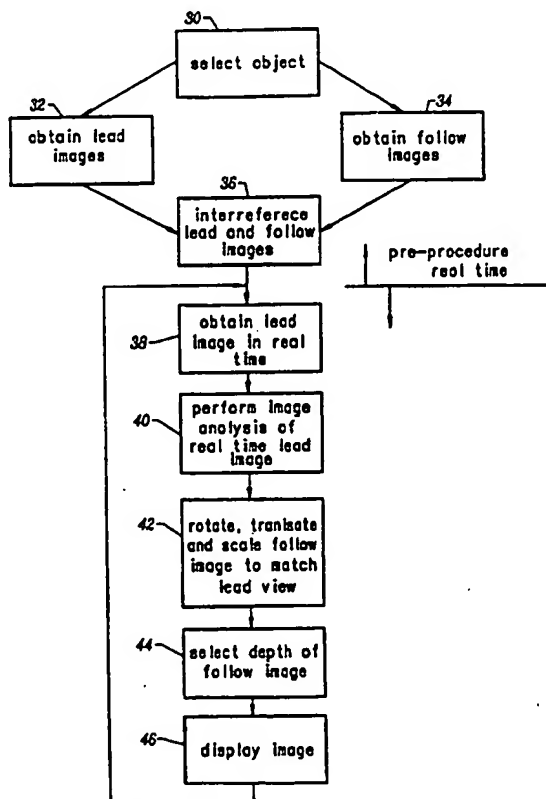 30
select object
32
obtain lead
images
34
obtain follow
images
36
interreferece
lead and follow
images
pre-procedure
real time
38
obtain lead
image in real
time
40
perform image
analysis of
real time lead
image
42
rotate, translate
and scale follow
image to match
lead view
44
select depth of
follow image
46
display image